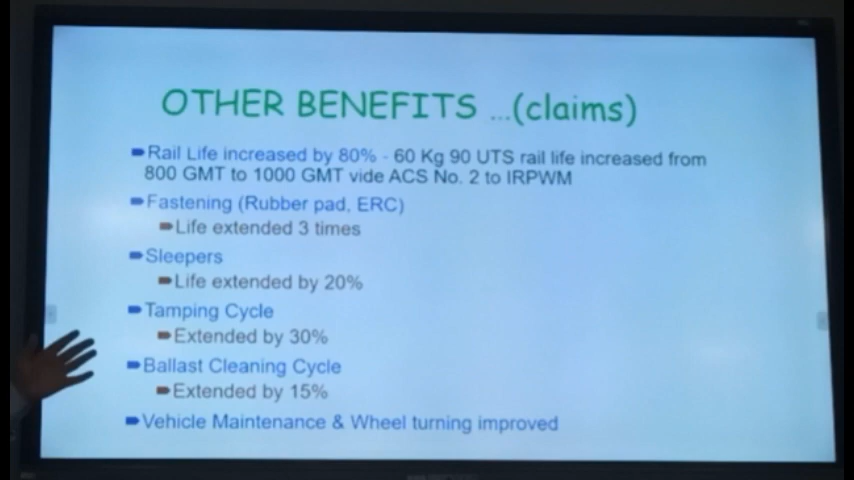 OTHER BENEFITS ...(claims)
Rail Life increased by 80% - 60 Kg 90 UTS rail life increased from
800 GMT to 1000 GMT vide ACS No. 2 to IRPWM
Fastening (Rubber pad, ERC)
Life extended 3 times
Sleepers
Life extended by 20%
Tamping Cycle
Extended by 30%
Ballast Cleaning Cycle
Extended by 15%
Vehicle Maintenance & Wheel turning improved